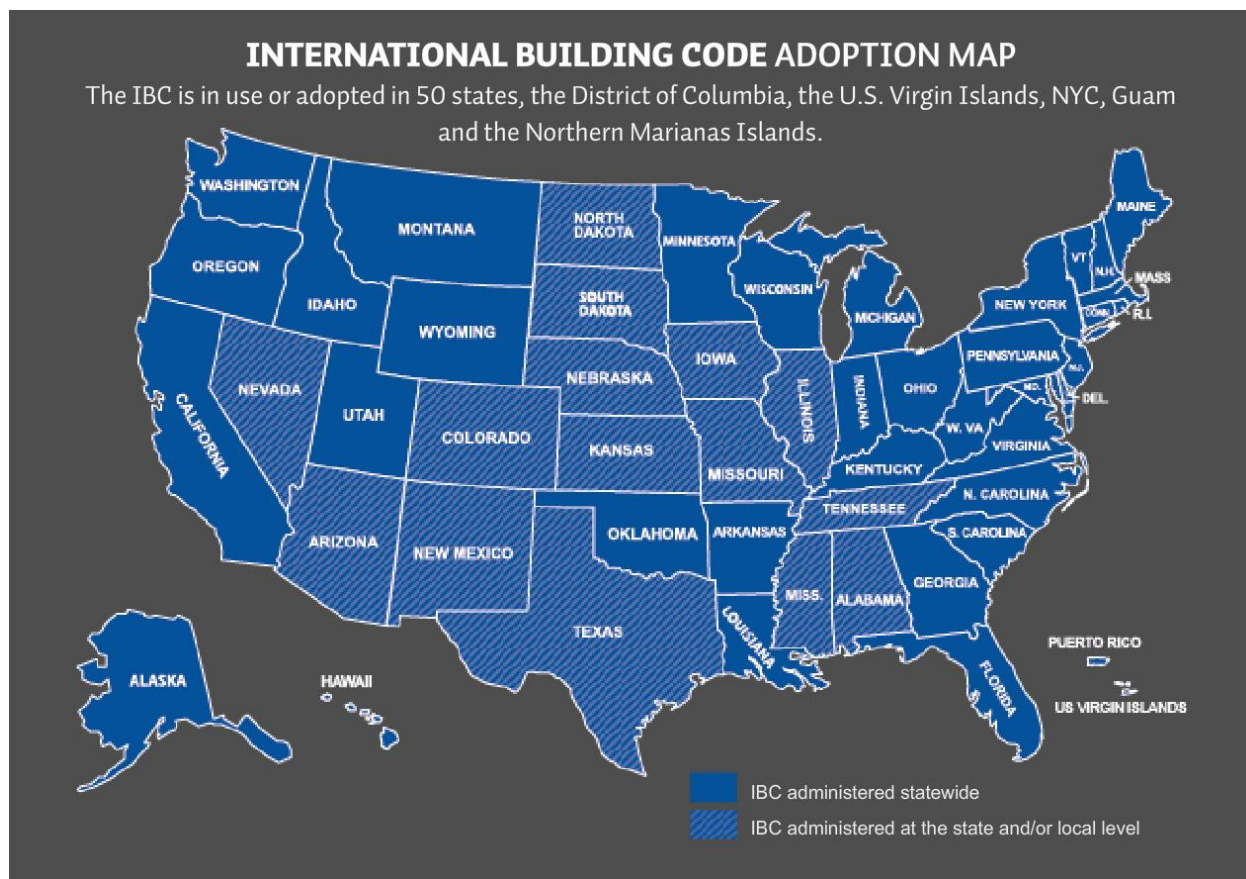 INTERNATIONAL BUILDING CODE ADOPTION MAP
The IBC is in use or adopted in 50 states, the District of Columbia, the U.S. Virgin Islands, NYC, Guam
and the Northern Marianas Islands.
WASHINGTON
MONTANA
NORTH
DAKOTA
MINNESOTA
MAINE
VT
N.H.
MASS
OREGON
IDAHO
WYOMING
SOUTH
DAKOTA
WISCONSIN
MICHIGAN
NEW YORK
CONN.
R.I.
NEVADA
UTAH
COLORADO
NEBRASKA
IOWA
ILLINOIS
INDIANA
OHIO
PENNSYLVANIA
N.J.
MD.
DEL.
CALIFORNIA
KANSAS
MISSOURI
KENTUCKY
W. VA
VIRGINIA
ARIZONA
NEW MEXICO
OKLAHOMA
ARKANSAS
TENNESSEE
N. CAROLINA
S. CAROLINA
TEXAS
LOUISIANA
MISS.
ALABAMA
GEORGIA
FLORIDA
ALASKA
HAWAII
PUERTO RICO
US VIRGIN ISLANDS
IBC administered statewide
IBC administered at the state and/or local level